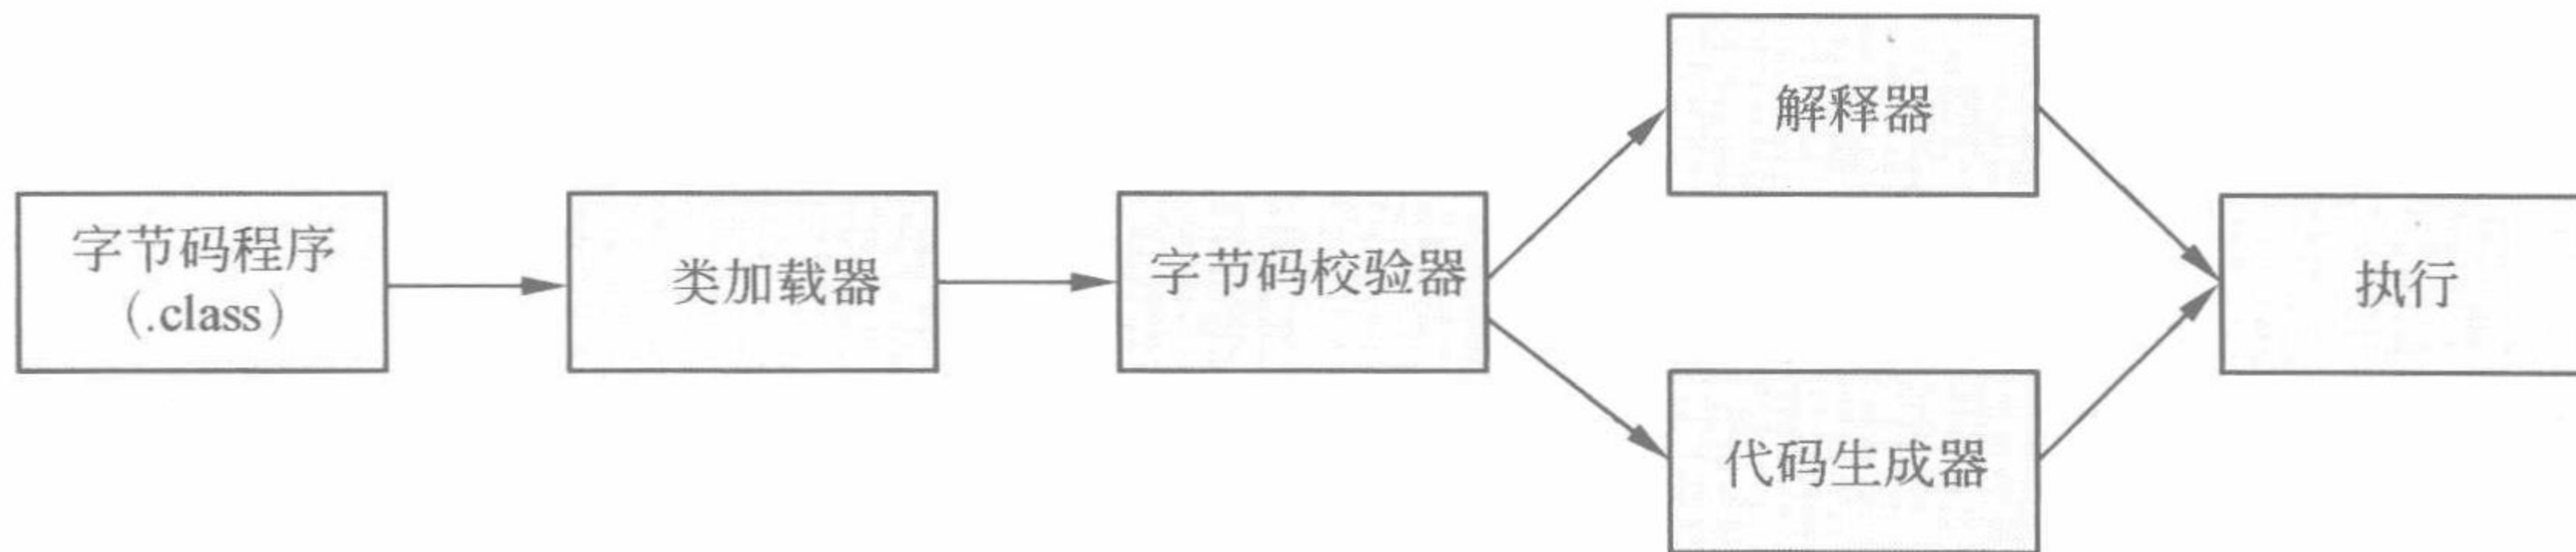 字节码程序
(.class)
类加载器
字节码校验器
解释器
代码生成器
执行